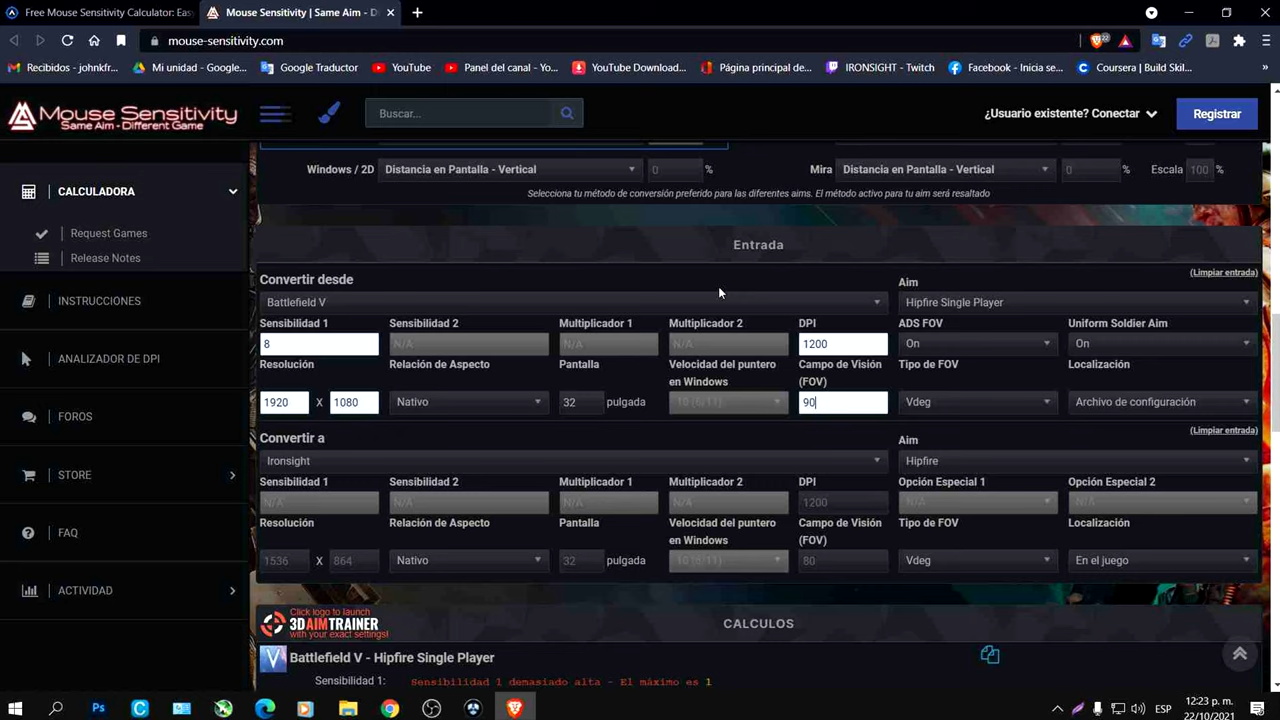 Free Mouse Sensitivity Calculator: Eas
Mouse Sensitivity | Same Aim - D
mouse-sensitivity.com
22
Recibidos - johnkfr...
Mi unidad - Google...
Google Traductor
YouTube
Panel del canal - Yo...
YouTube Download...
Página principal de...
IRONSIGHT - Twitch
Facebook - Inicia se...
Coursera | Build Skil...
»
Mouse Sensitivity
Same Aim - Different Game
Buscar...
¿Usuario existente? Conectar
Registrar
CALCULADORA
Request Games
Release Notes
INSTRUCCIONES
ANALIZADOR DE DPI
FOROS
STORE
FAQ
ACTIVIDAD
Windows / 2D Distancia en Pantalla - Vertical 0 % Mira Distancia en Pantalla - Vertical 0 % Escala 100 %
Selecciona tu método de conversión preferido para las diferentes aims. El método activo para tu aim será resaltado
Entrada
(Limpiar entrada)
Convertir desde Aim
Battlefield V Hipfire Single Player
Sensibilidad 1 Sensibilidad 2 Multiplicador 1 Multiplicador 2 DPI ADS FOV Uniform Soldier Aim
8 N/A N/A N/A 1200 On On
Resolución Relación de Aspecto Pantalla Velocidad del puntero en Windows Campo de Visión (FOV) Tipo de FOV Localización
1920 X 1080 Nativo 32 pulgada 10 (6/11) 90 Vdeg Archivo de configuración
(Limpiar entrada)
Convertir a Aim
Ironsight Hipfire
Sensibilidad 1 Sensibilidad 2 Multiplicador 1 Multiplicador 2 DPI Opción Especial 1 Opción Especial 2
N/A N/A N/A N/A 1200 N/A N/A
Resolución Relación de Aspecto Pantalla Velocidad del puntero en Windows Campo de Visión (FOV) Tipo de FOV Localización
1536 X 864 Nativo 32 pulgada 10 (6/11) 80 Vdeg En el juego
Click logo to launch
3DAIMTRAINER
with your exact settings!
CALCULOS
Battlefield V - Hipfire Single Player
Sensibilidad 1: Sensibilidad 1 demasiado alta - El máximo es 1
ESP
12:23 p. m.
22/10/2021